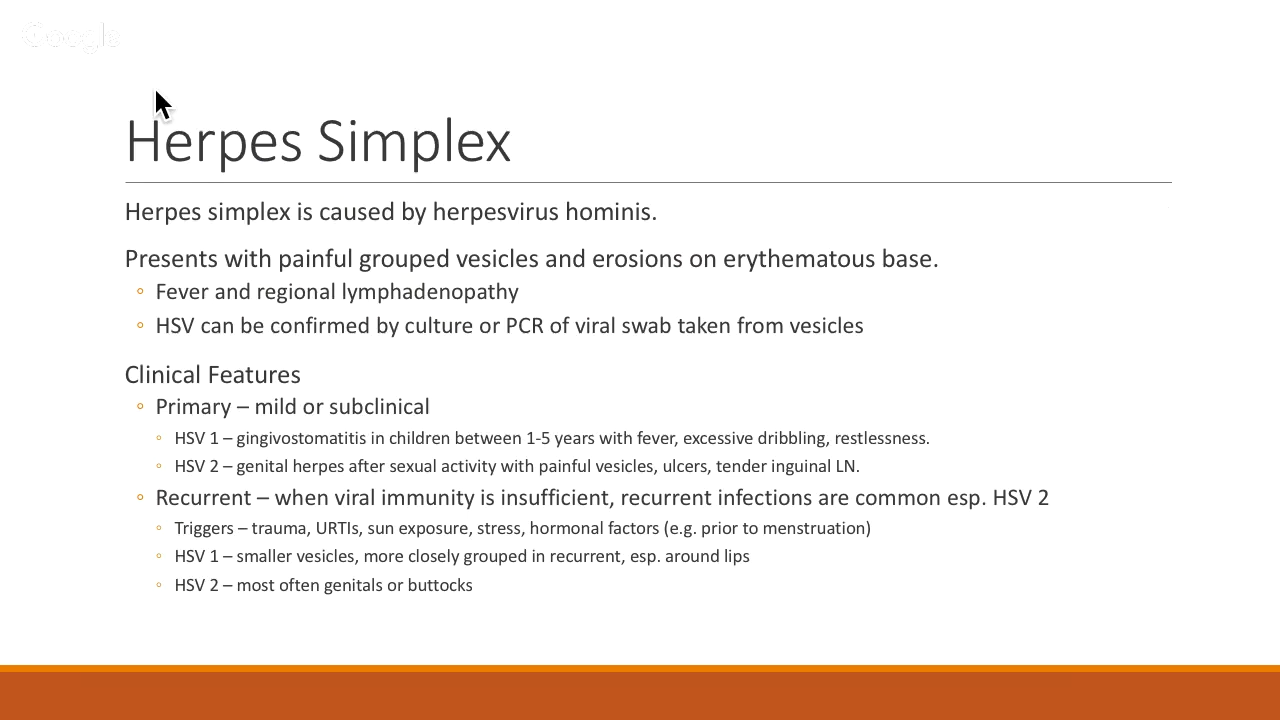 Google
Herpes Simplex
Herpes simplex is caused by herpesvirus hominis.
Presents with painful grouped vesicles and erosions on erythematous base.
◦ Fever and regional lymphadenopathy
◦ HSV can be confirmed by culture or PCR of viral swab taken from vesicles
Clinical Features
◦ Primary – mild or subclinical
◦ HSV 1 – gingivostomatitis in children between 1-5 years with fever, excessive dribbling, restlessness.
◦ HSV 2 – genital herpes after sexual activity with painful vesicles, ulcers, tender inguinal LN.
◦ Recurrent – when viral immunity is insufficient, recurrent infections are common esp. HSV 2
◦ Triggers – trauma, URTIs, sun exposure, stress, hormonal factors (e.g. prior to menstruation)
◦ HSV 1 – smaller vesicles, more closely grouped in recurrent, esp. around lips
◦ HSV 2 – most often genitals or buttocks